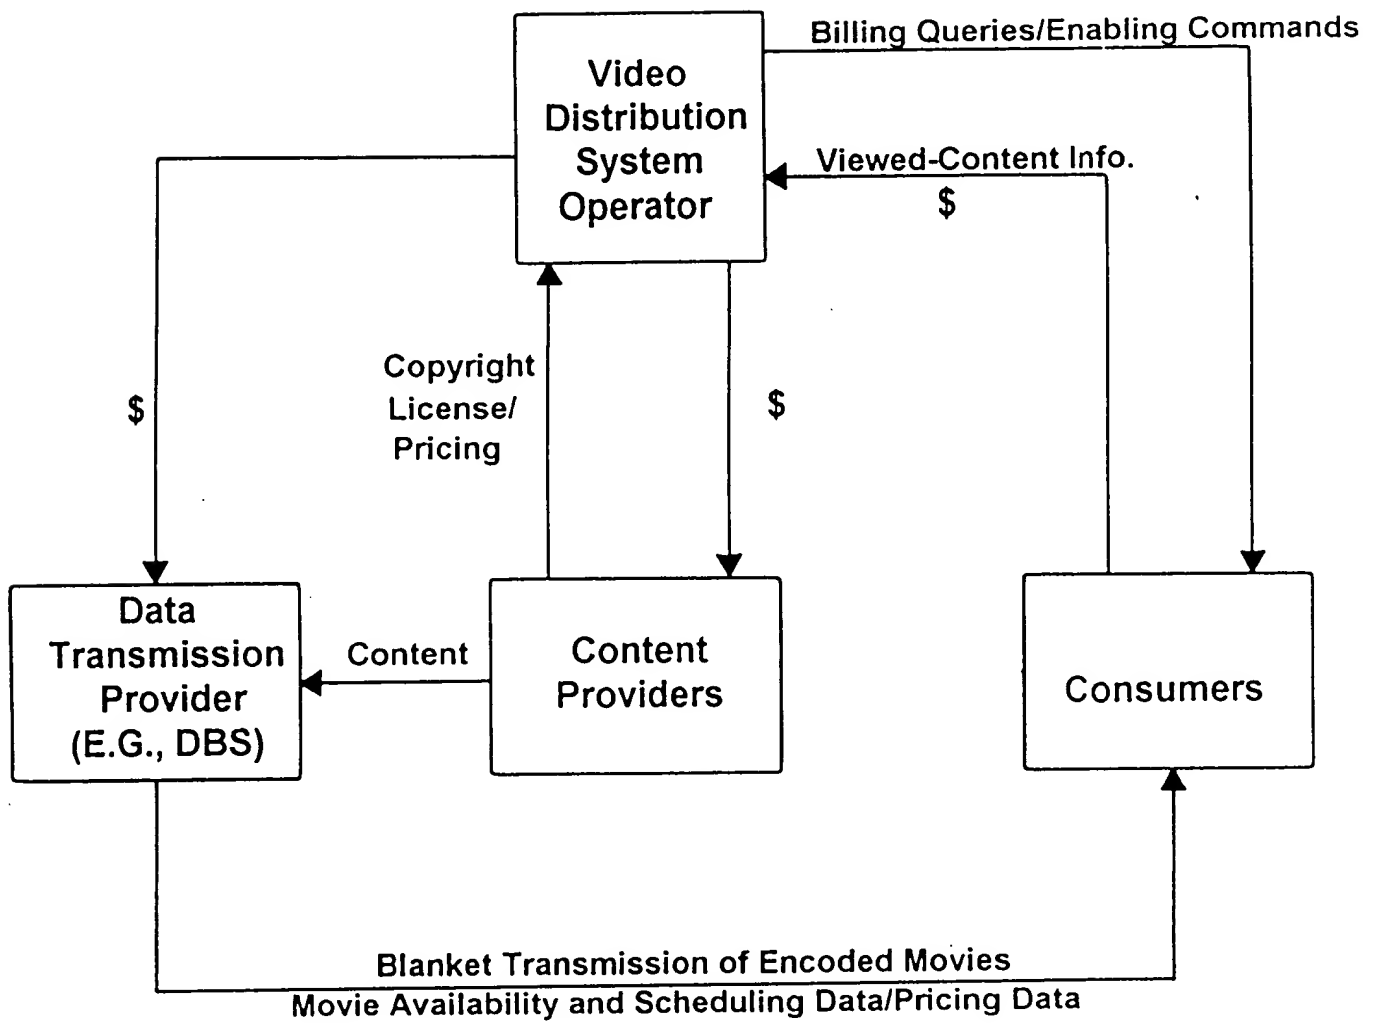 Billing Queries/Enabling Commands
Video
Distribution
System
Operator
Viewed-Content Info.
$
Copyright
License/
Pricing
$
$
Data
Transmission
Provider
(E.G., DBS)
Content
Content
Providers
Consumers
Blanket Transmission of Encoded Movies
Movie Availability and Scheduling Data/Pricing Data